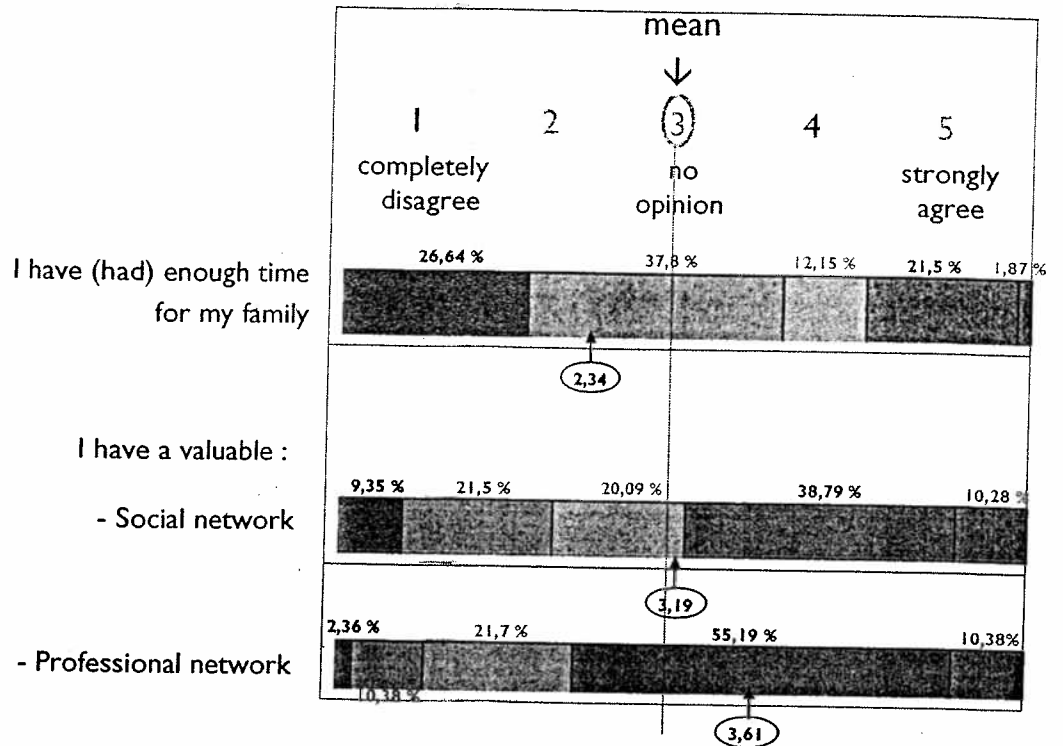 mean
1 2 3 4 5
completely disagree
no opinion
strongly agree
26,64 % 37,8 % 12,15 % 21,5 % 1,87 %
I have (had) enough time
for my family
2,34
I have a valuable :
9,35 % 21,5 % 20,09 % 38,79 % 10,28 %
- Social network
3,19
2,36 % 21,7 % 55,19 % 10,38%
- Professional network
10,38 %
3,61